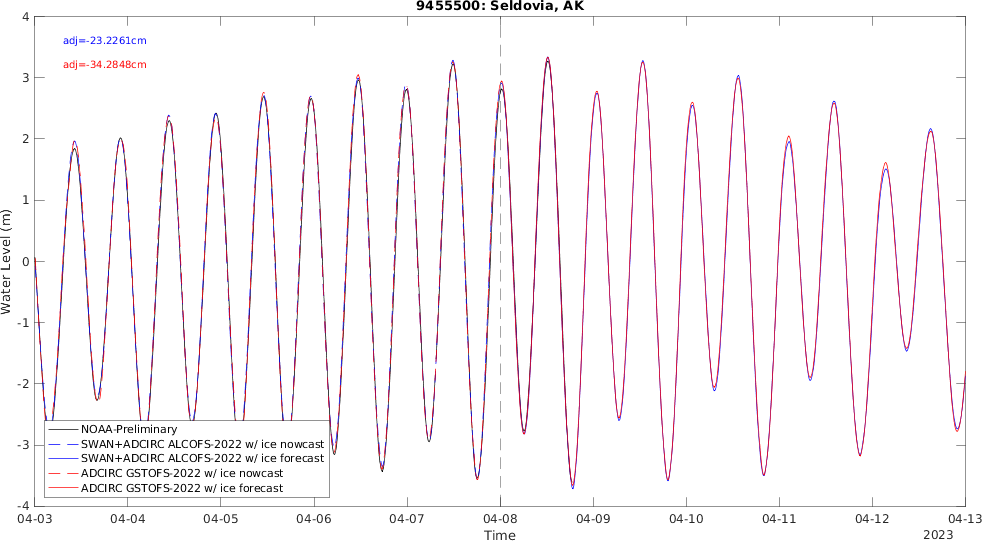 9455500: Seldovia, AK
adj=-23.2261cm
adj=-34.2848cm
Water Level (m)
4
3
2
1
0
-1
-2
-3
-4
NOAA-Preliminary
SWAN+ADCIRC ALCOFS-2022 w/ ice nowcast
SWAN+ADCIRC ALCOFS-2022 w/ ice forecast
ADCIRC GSTOFS-2022 w/ ice nowcast
ADCIRC GSTOFS-2022 w/ ice forecast
04-03 04-04 04-05 04-06 04-07 04-08 04-09 04-10 04-11 04-12 04-13
Time
2023